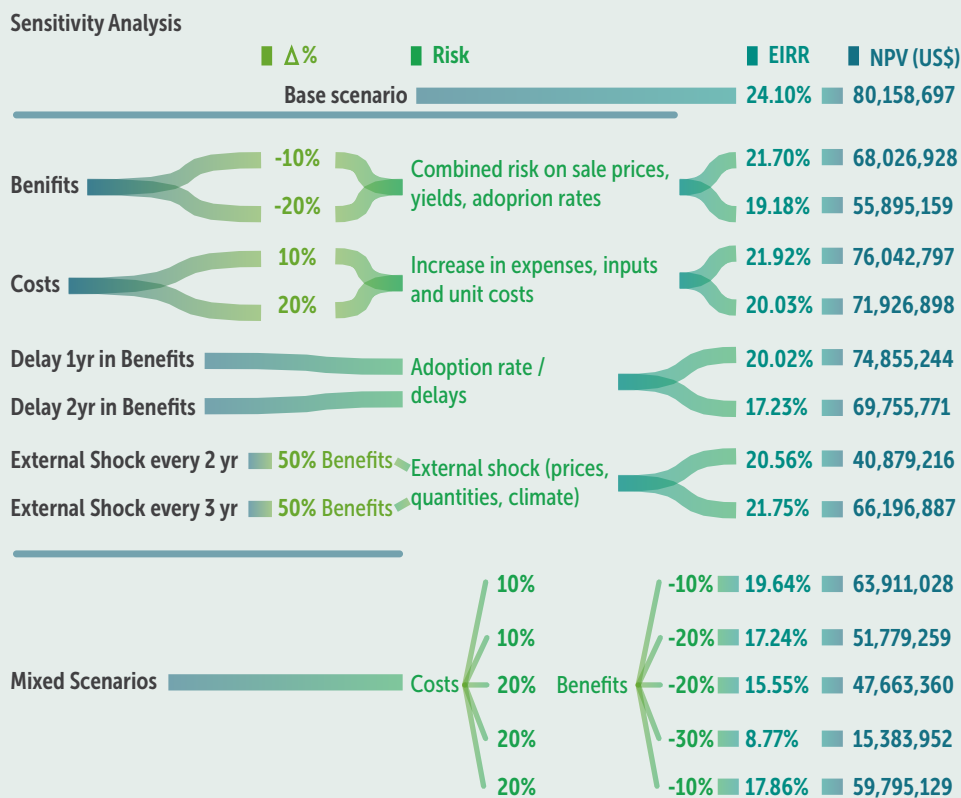 Sensitivity Analysis
Δ% Risk EIRR NPV (US$)
Base scenario 24.10% 80,158,697
Benifits
-10%
-20%
Combined risk on sale prices,
yields, adoprion rates
21.70% 68,026,928
19.18% 55,895,159
Costs
10%
20%
Increase in expenses, inputs
and unit costs
21.92% 76,042,797
20.03% 71,926,898
Delay 1yr in Benefits
Delay 2yr in Benefits
Adoption rate /
delays
20.02% 74,855,244
17.23% 69,755,771
External Shock every 2 yr 50% Benefits
External Shock every 3 yr 50% Benefits
External shock (prices,
quantities, climate)
20.56% 40,879,216
21.75% 66,196,887
Mixed Scenarios
Costs
10%
10%
20%
20%
20%
Benefits
-10% 19.64% 63,911,028
-20% 17.24% 51,779,259
-20% 15.55% 47,663,360
-30% 8.77% 15,383,952
-10% 17.86% 59,795,129